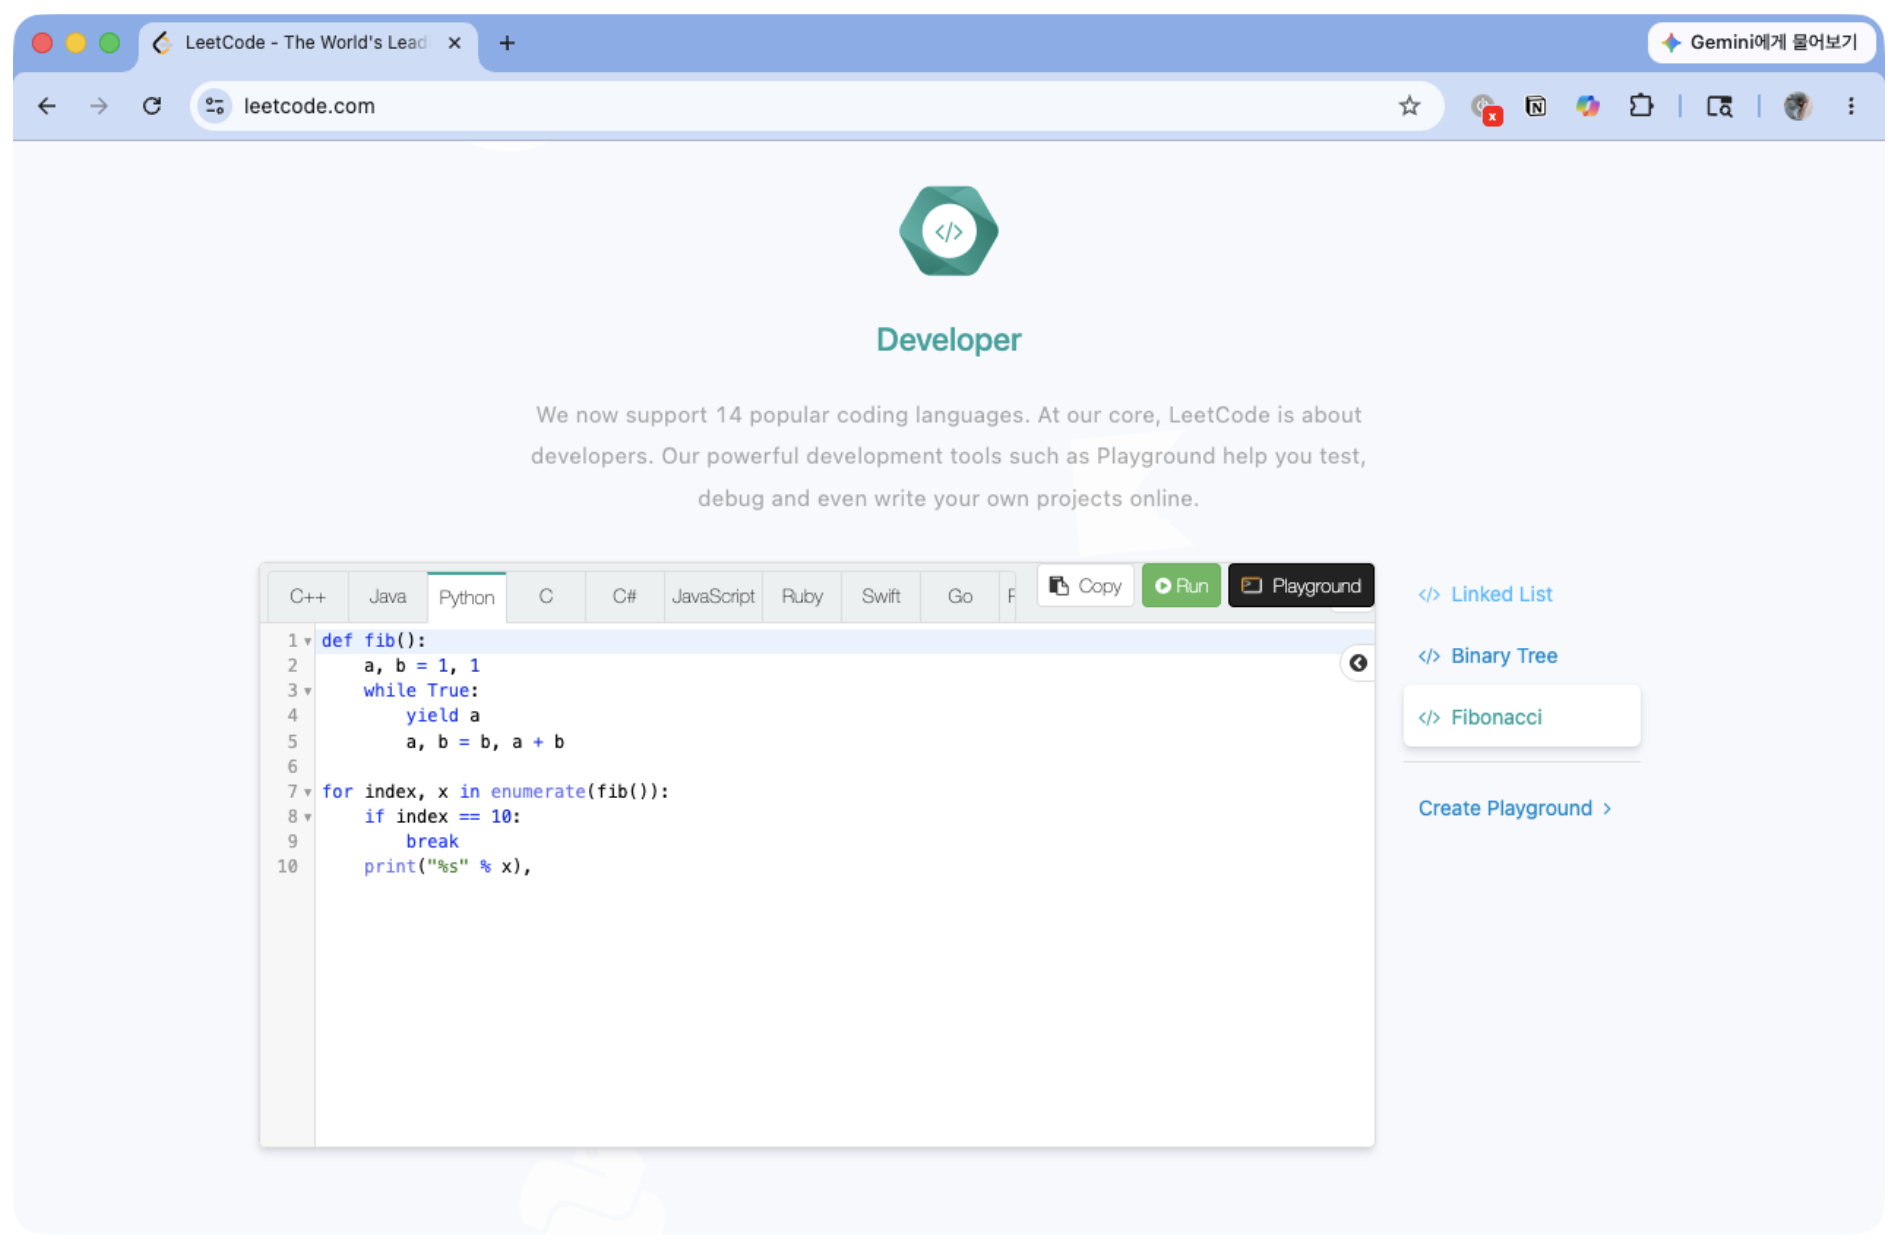 LeetCode - The World's Lead
Gemini에게 물어보기
leetcode.com
x
</>
Developer
We now support 14 popular coding languages. At our core, LeetCode is about
developers. Our powerful development tools such as Playground help you test,
debug and even write your own projects online.
C++ Java Python C C# JavaScript Ruby Swift Go
Copy Run Playground
1 def fib():
2     a, b = 1, 1
3     while True:
4         yield a
5         a, b = b, a + b
6
7 for index, x in enumerate(fib()):
8     if index == 10:
9         break
10     print("%s" % x),
</> Linked List
</> Binary Tree
</> Fibonacci
Create Playground >